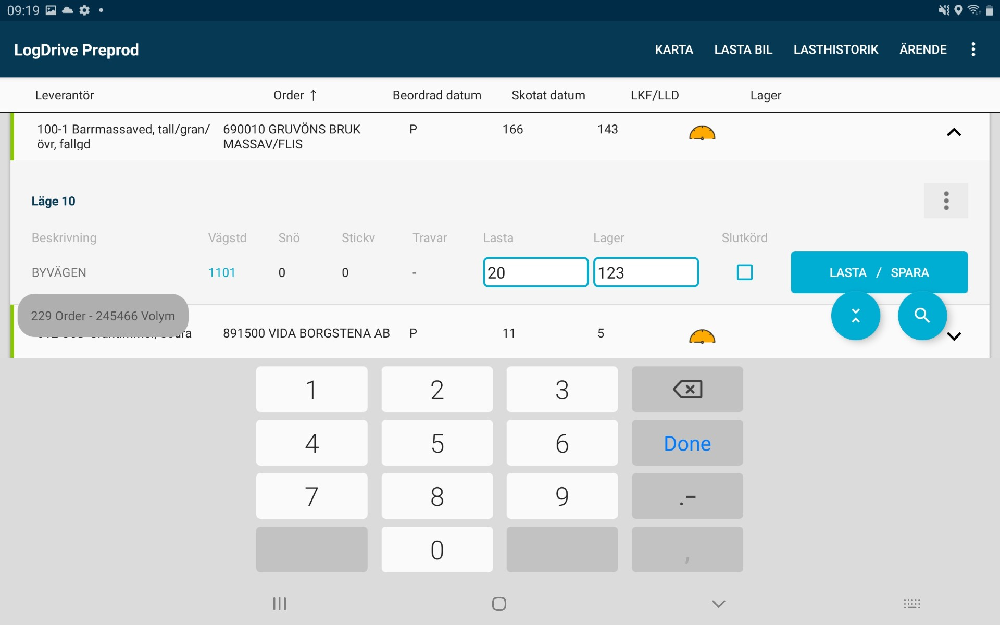 09:19
LogDrive Preprod
KARTA LASTA BIL LASTHISTORIK ÄRENDE
Leverantör Order ↑ Beordrad datum Skotat datum LKF/LLD Lager
100-1 Barrmassaved, tall/gran/ 690010 GRUVÖNS BRUK P 166 143
övr, fallgd MASSAV/FLIS
Läge 10
Beskrivning Vägstd Snö Stickv Travar Lasta Lager Slutkörd
BYVÄGEN 1101 0 0 - 20 123 LASTA / SPARA
229 Order - 245466 Volym
891500 VIDA BORGSTENA AB P 11 5
1 2 3
4 5 6 Done
7 8 9 .-
0 ,